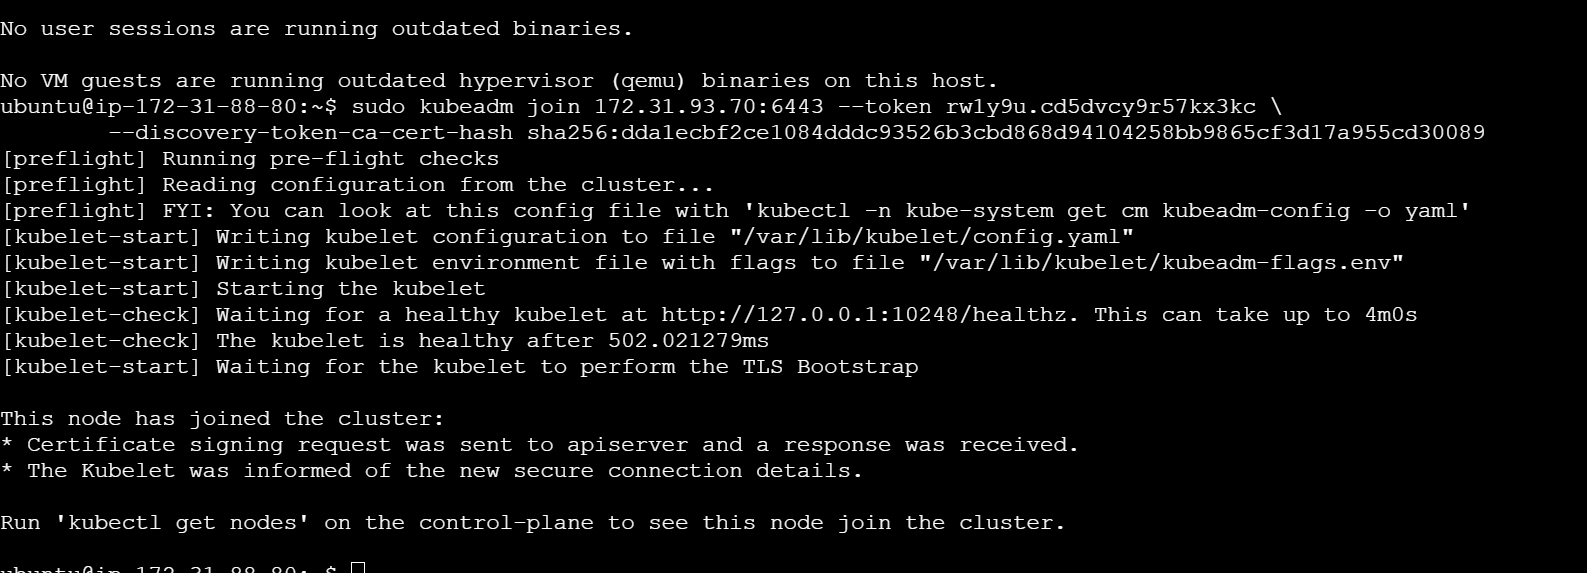 No user sessions are running outdated binaries.
No VM guests are running outdated hypervisor (qemu) binaries on this host.
ubuntu@ip-172-31-88-80:~$ sudo kubeadm join 172.31.93.70:6443 --token rw1y9u.cd5dvcy9r57kx3kc \
        --discovery-token-ca-cert-hash sha256:dda1ecbf2ce1084dddc93526b3cbd868d94104258bb9865cf3d17a955cd30089
[preflight] Running pre-flight checks
[preflight] Reading configuration from the cluster...
[preflight] FYI: You can look at this config file with 'kubectl -n kube-system get cm kubeadm-config -o yaml'
[kubelet-start] Writing kubelet configuration to file "/var/lib/kubelet/config.yaml"
[kubelet-start] Writing kubelet environment file with flags to file "/var/lib/kubelet/kubeadm-flags.env"
[kubelet-start] Starting the kubelet
[kubelet-check] Waiting for a healthy kubelet at http://127.0.0.1:10248/healthz. This can take up to 4m0s
[kubelet-check] The kubelet is healthy after 502.021279ms
[kubelet-start] Waiting for the kubelet to perform the TLS Bootstrap
This node has joined the cluster:
* Certificate signing request was sent to apiserver and a response was received.
* The Kubelet was informed of the new secure connection details.
Run 'kubectl get nodes' on the control-plane to see this node join the cluster.
ubuntu@ip-172-31-88-80:~$